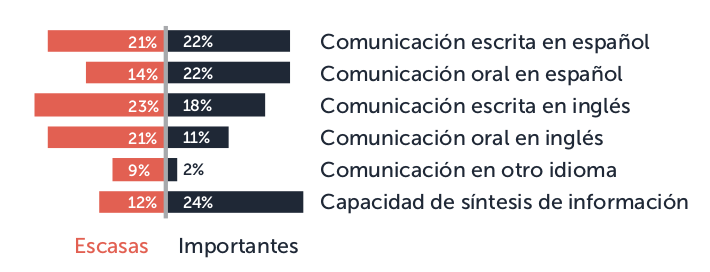 21% 22% Comunicación escrita en español
14% 22% Comunicación oral en español
23% 18% Comunicación escrita en inglés
21% 11% Comunicación oral en inglés
9% 2% Comunicación en otro idioma
12% 24% Capacidad de síntesis de información
Escasas Importantes